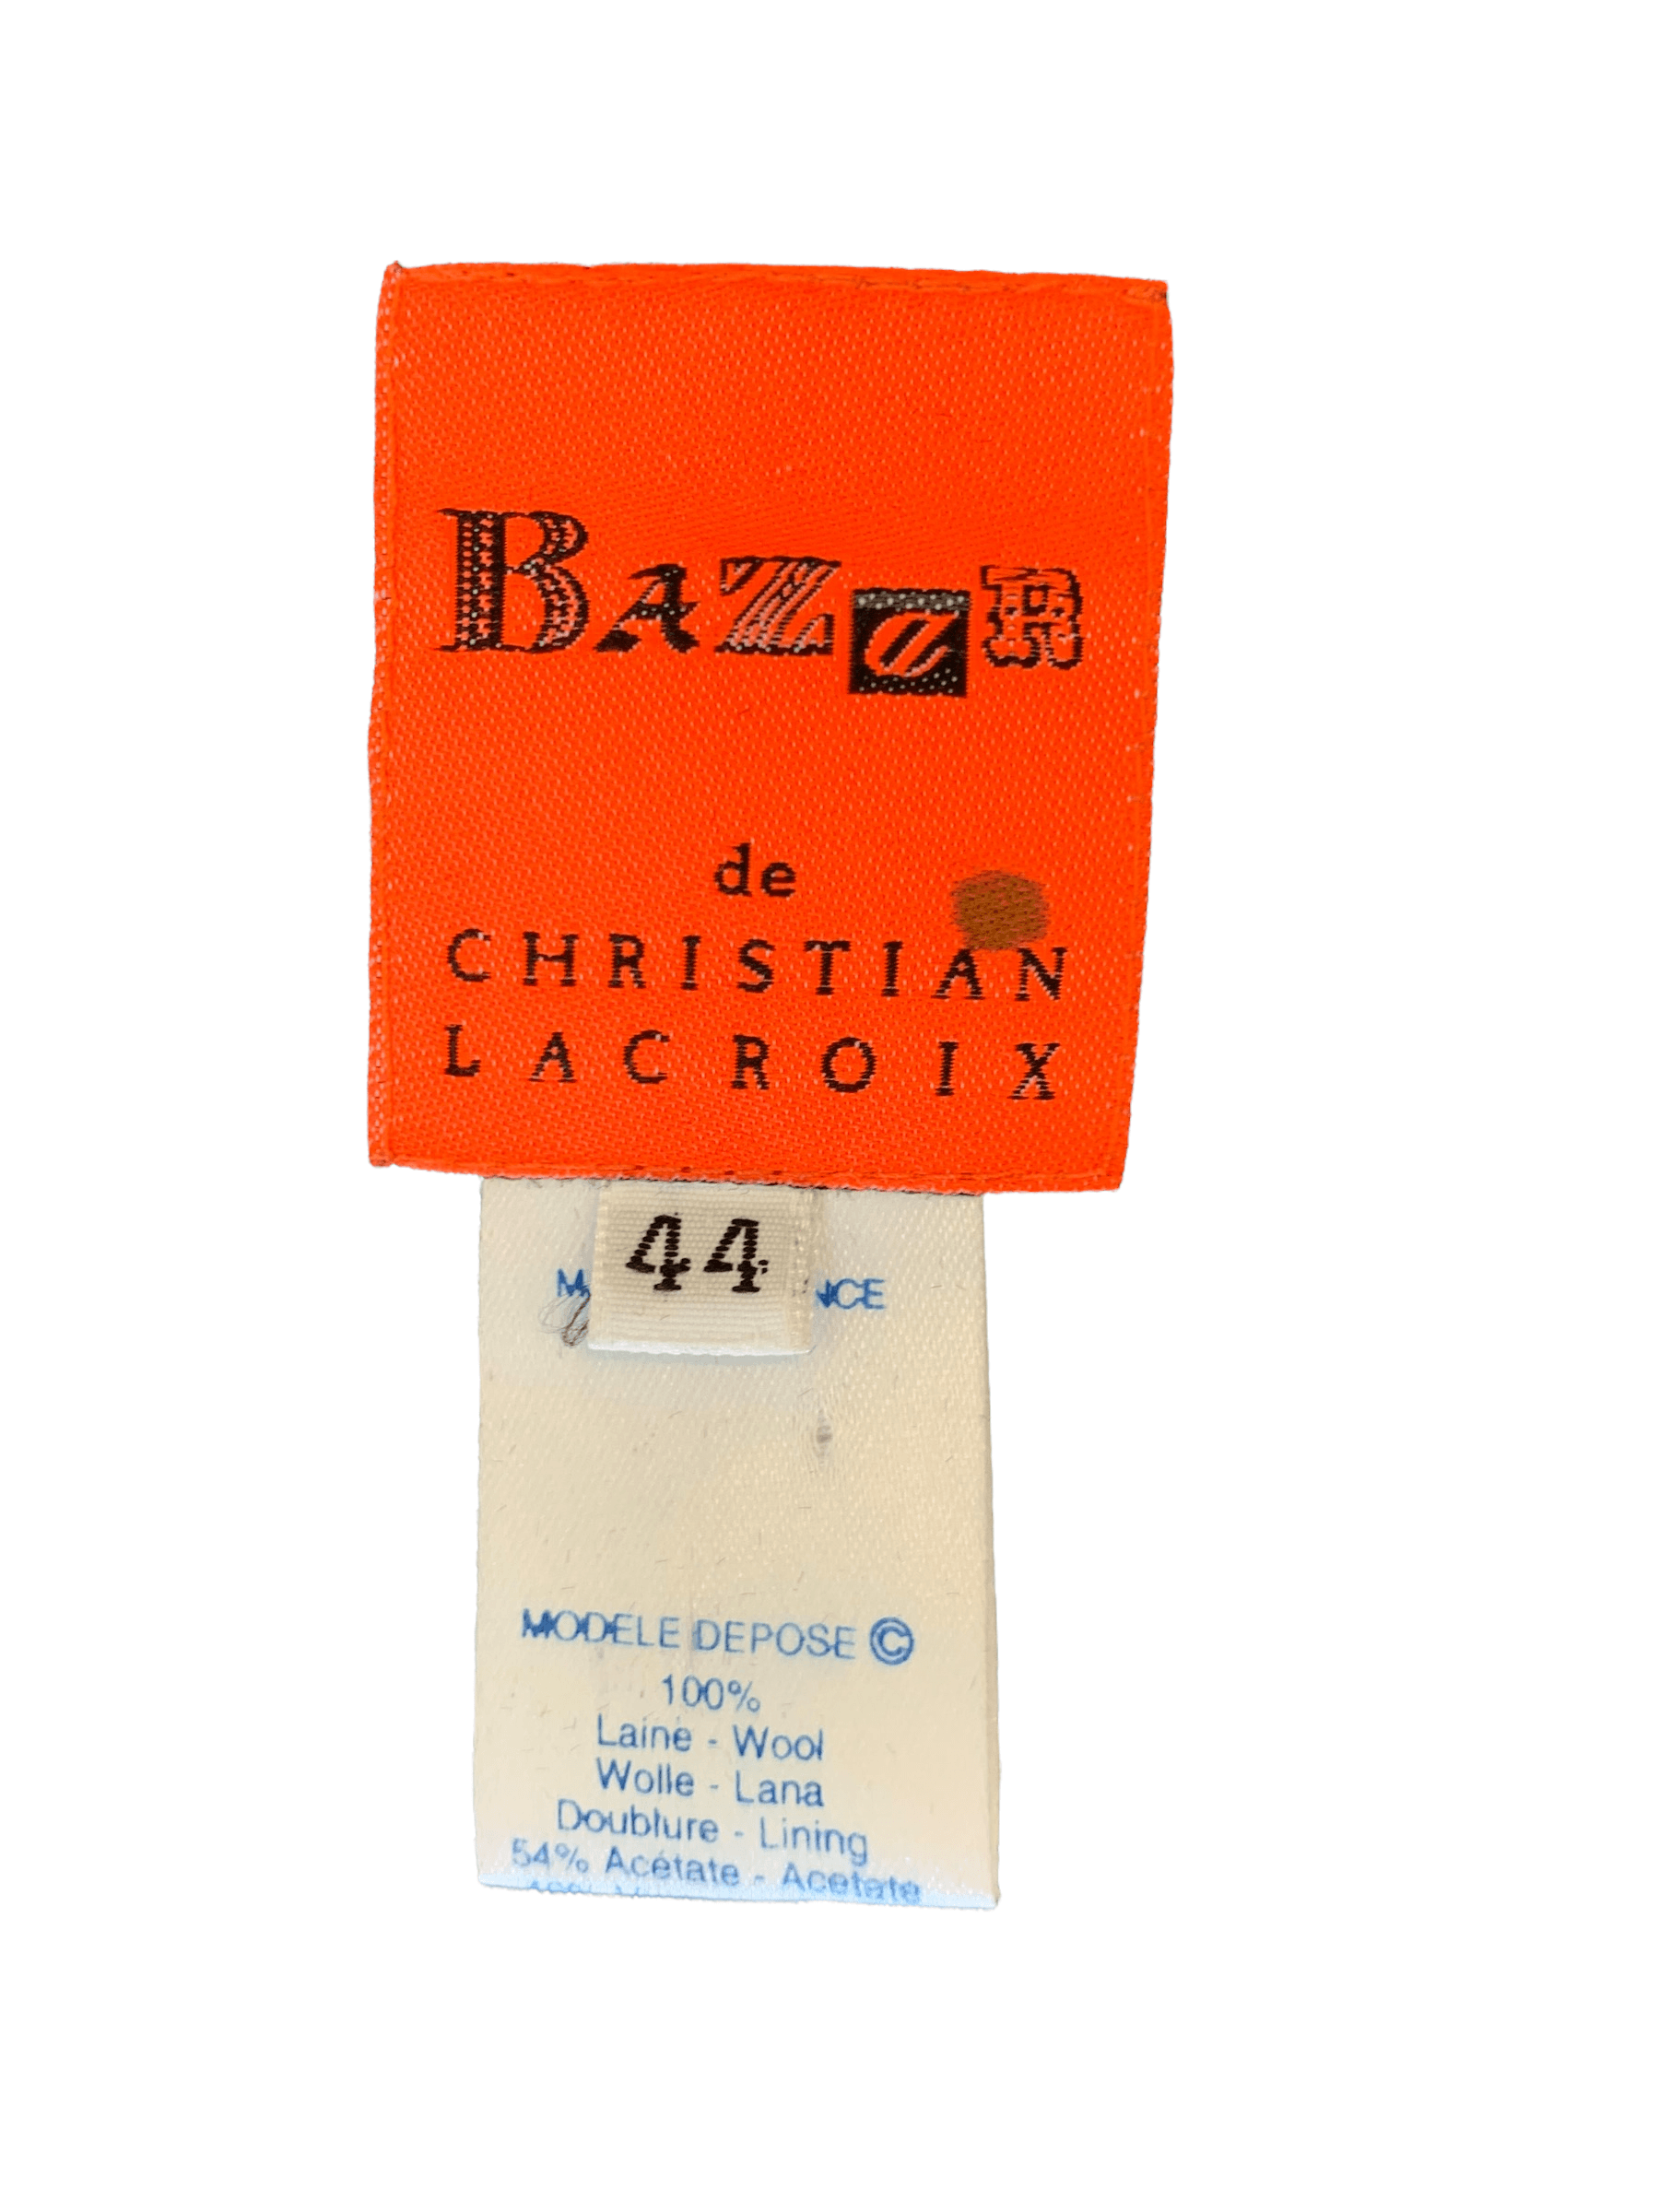 BAZaR
de
CHRISTIAN
LACROIX
44
MODELE DEPOSE ©
100%
Laine - Wool
Wolle - Lana
Doublure - Lining
54% Acétate - Acetate